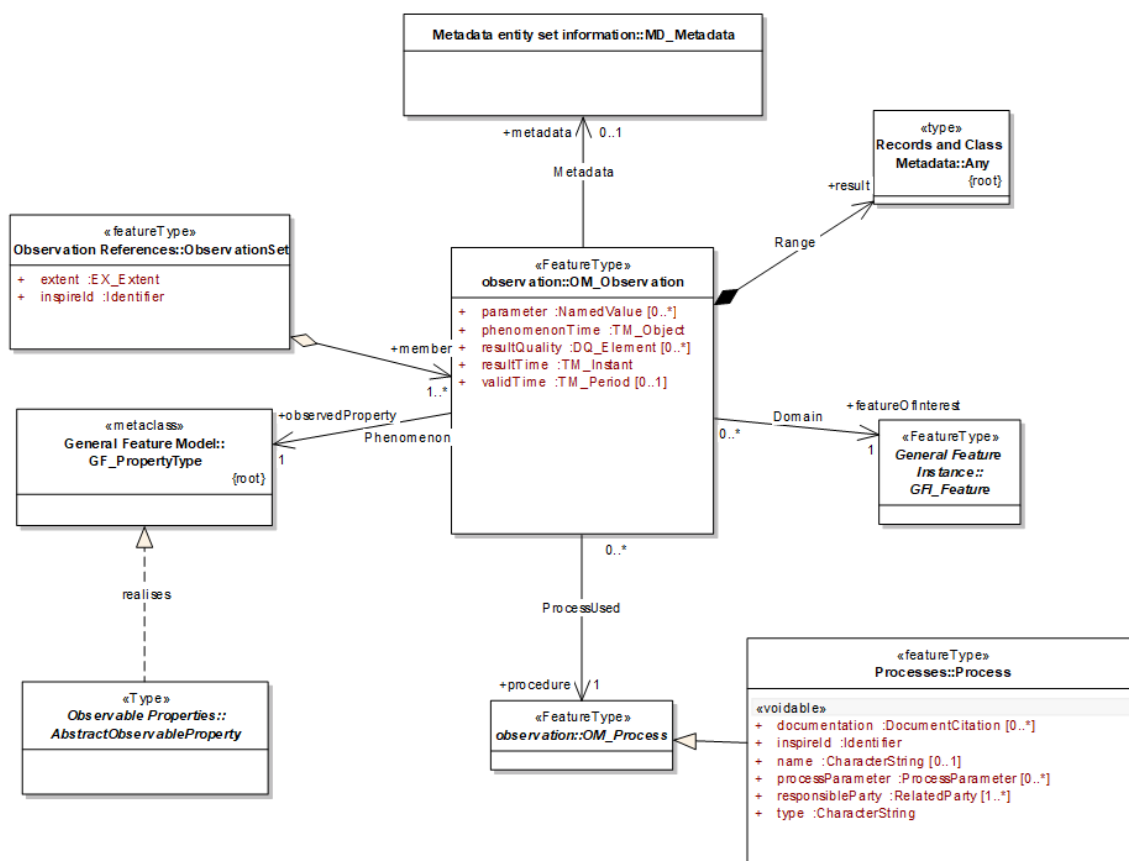 Metadata entity set information::MD_Metadata
+metadata 0..1
Metadata
«type»
Records and Class
Metadata::Any
{root}
+result
Range
«featureType»
Observation References::ObservationSet
+ extent :EX_Extent
+ inspireId :Identifier
«FeatureType»
observation::OM_Observation
+ parameter :NamedValue [0..*]
+ phenomenonTime :TM_Object
+ resultQuality :DQ_Element [0..*]
+ resultTime :TM_Instant
+ validTime :TM_Period [0..1]
+member
1..*
+observedProperty
Phenomenon
1
«metaclass»
General Feature Model::
GF_PropertyType
{root}
Domain
0..*
+featureOfInterest
1
«FeatureType»
General Feature
Instance::
GFI_Feature
realises
0..*
ProcessUsed
+procedure 1
«Type»
Observable Properties::
AbstractObservableProperty
«FeatureType»
observation::OM_Process
«featureType»
Processes::Process
«voidable»
+ documentation :DocumentCitation [0..*]
+ inspireId :Identifier
+ name :CharacterString [0..1]
+ processParameter :ProcessParameter [0..*]
+ responsibleParty :RelatedParty [1..*]
+ type :CharacterString